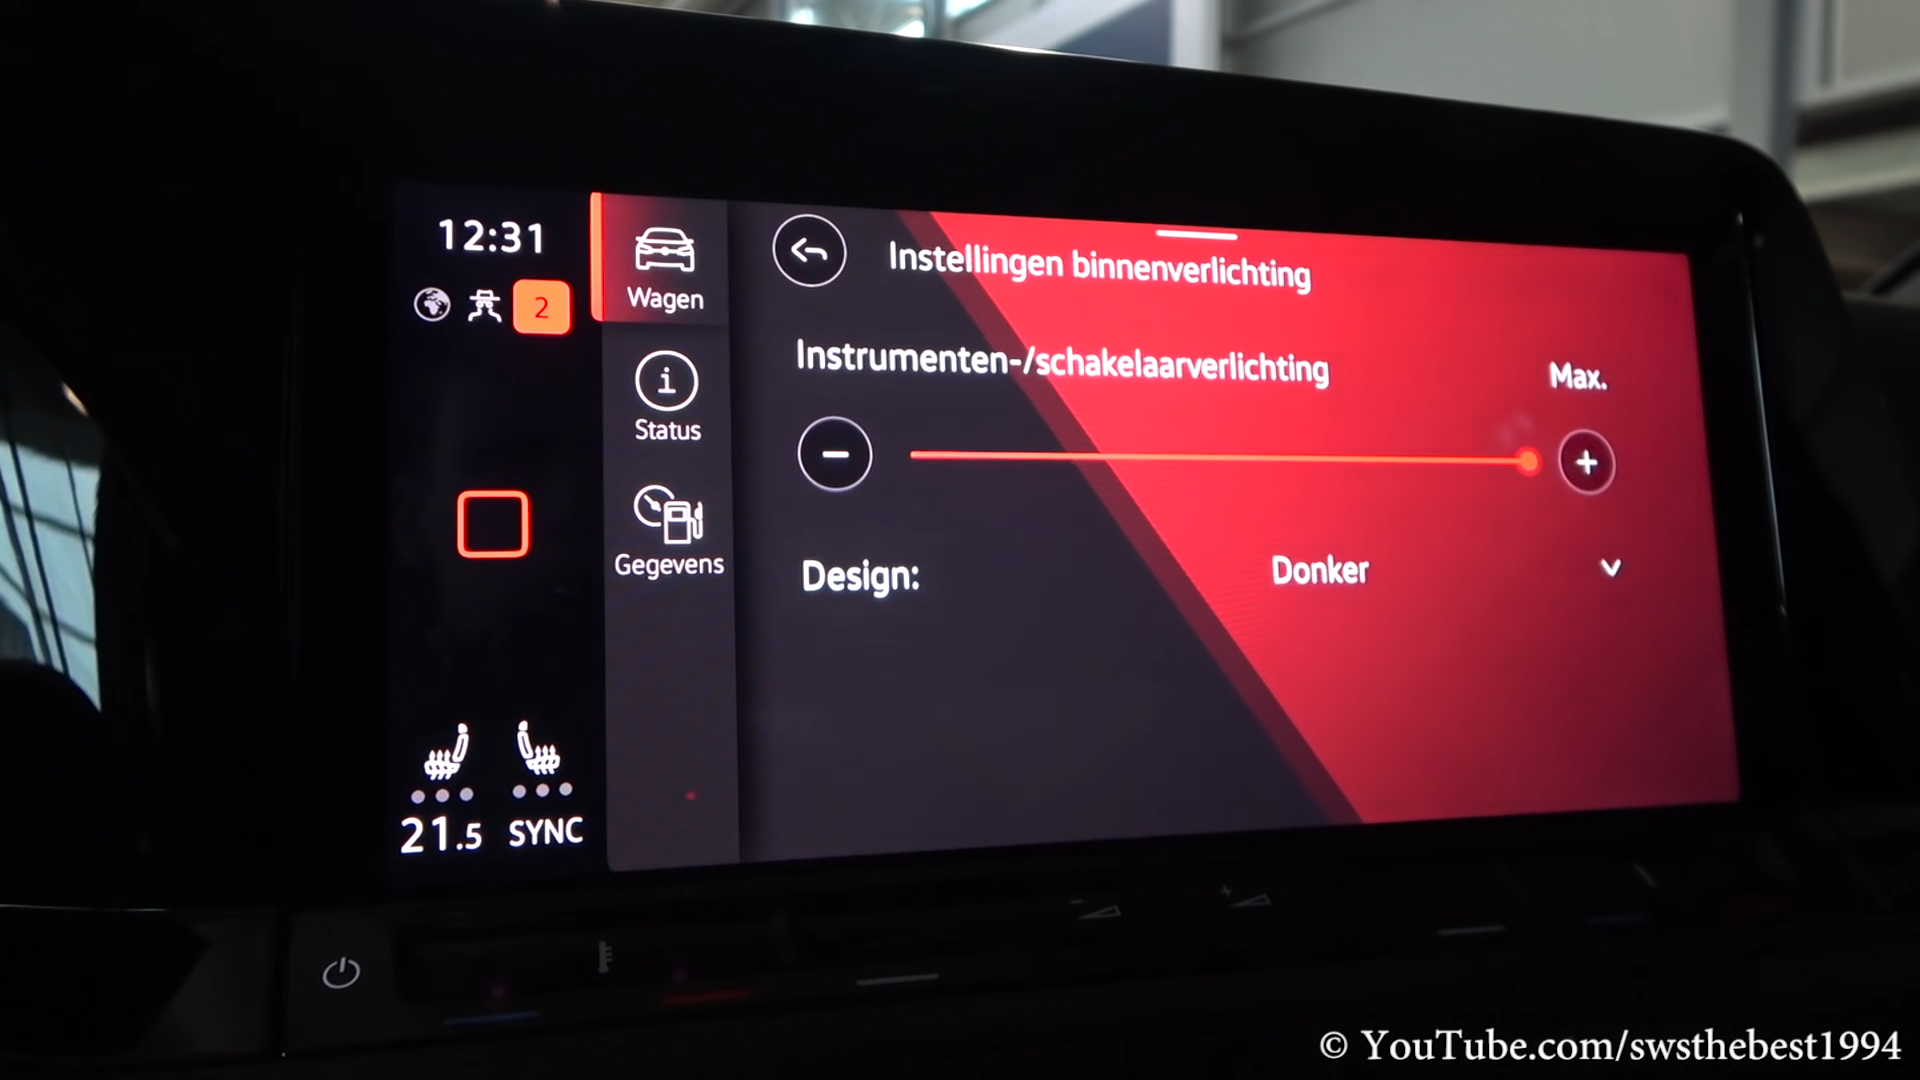 12:31
2
Wagen
Status
Gegevens
Instellingen binnenverlichting
Instrumenten-/schakelaarverlichting
Max.
Design:
Donker
21.5 SYNC
© YouTube.com/swsthebest1994